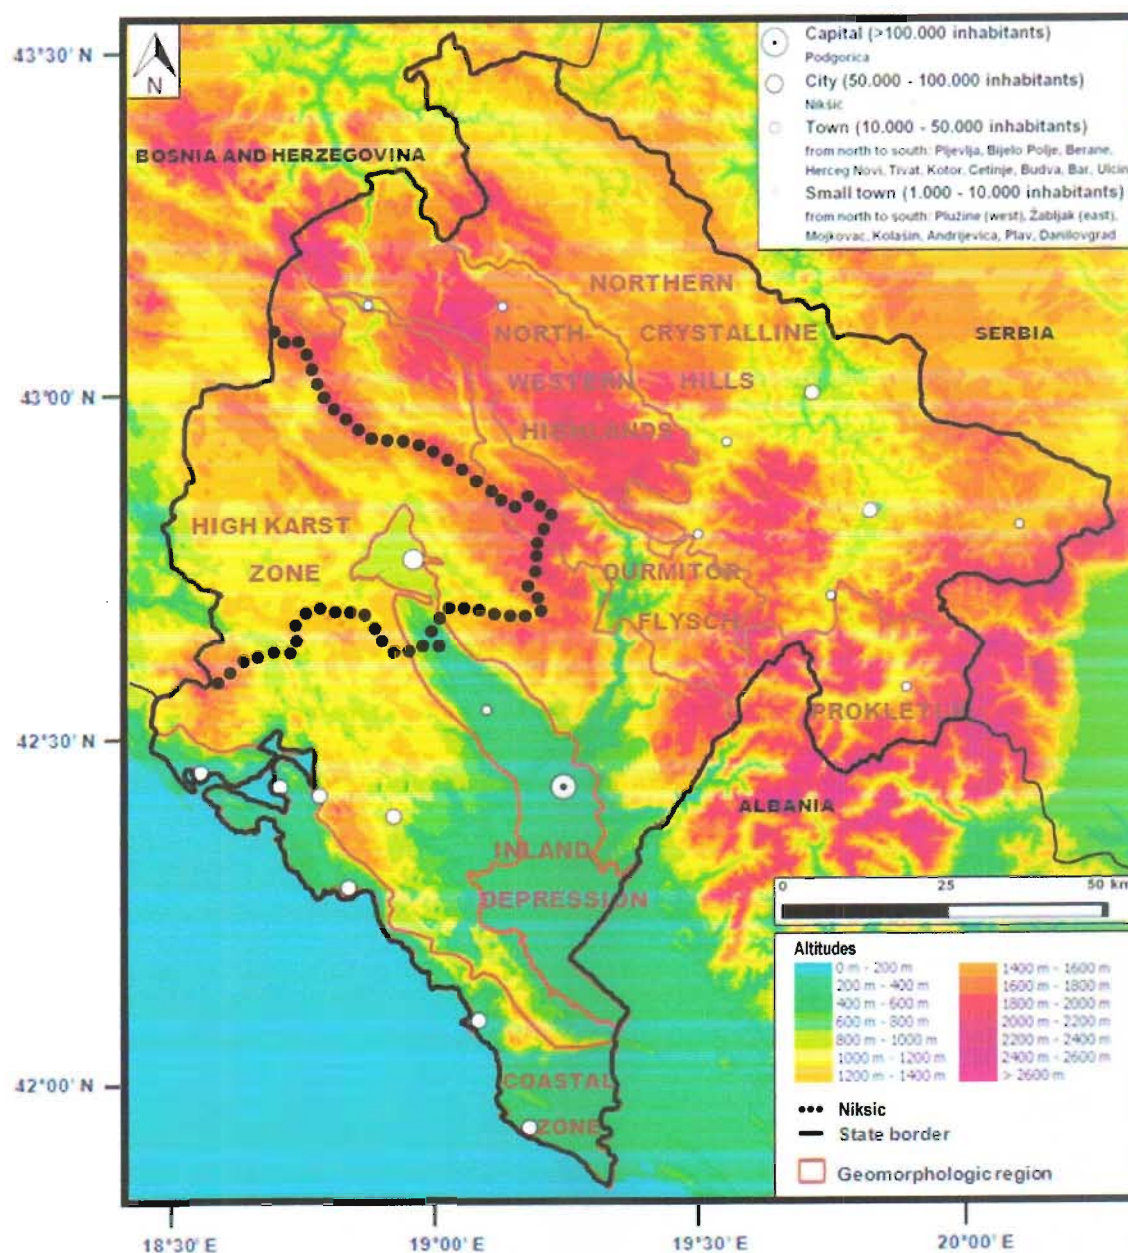 43°30' N
43°00' N
42°30' N
42°00' N
18°30' E
19°00' E
19°30' E
20°00' E
N
Capital (>100.000 inhabitants)
Podgorica
City (50.000 - 100.000 inhabitants)
Niksic
Town (10.000 - 50.000 inhabitants)
from north to south: Pljevlja, Bijelo Polje, Berane,
Herceg Novi, Tivat, Kotor, Cetinje, Budva, Bar, Ulcin
Small town (1.000 - 10.000 inhabitants)
from north to south: Plužine (west), Žabljak (east),
Mojkovac, Kolašin, Andrijevica, Plav, Danilovgrad
BOSNIA AND HERZEGOVINA
SERBIA
ALBANIA
NORTHERN
CRYSTALLINE
HILLS
NORTH-
WESTERN
HIGHLANDS
HIGH KARST
ZONE
DURMITOR
FLYSCH
INLAND
DEPRESSION
COASTAL
ZONE
0 25 50 km
Altitudes
0 m - 200 m
200 m - 400 m
400 m - 600 m
600 m - 800 m
800 m - 1000 m
1000 m - 1200 m
1200 m - 1400 m
1400 m - 1600 m
1600 m - 1800 m
1800 m - 2000 m
2000 m - 2200 m
2200 m - 2400 m
2400 m - 2600 m
> 2600 m
Niksic
State border
Geomorphologic region